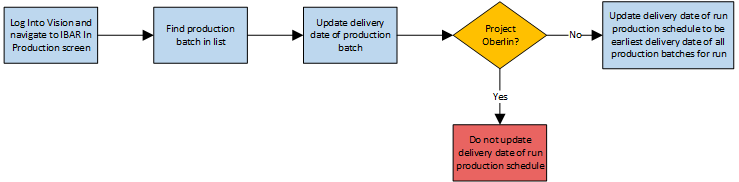 Log Into Vision and
navigate to IBAR In
Production screen
Find production
batch in list
Update delivery
date of production
batch
Project
Oberlin?
No
Update delivery date of run
production schedule to be
earliest delivery date of all
production batches for run
Yes
Do not update
delivery date of run
production schedule